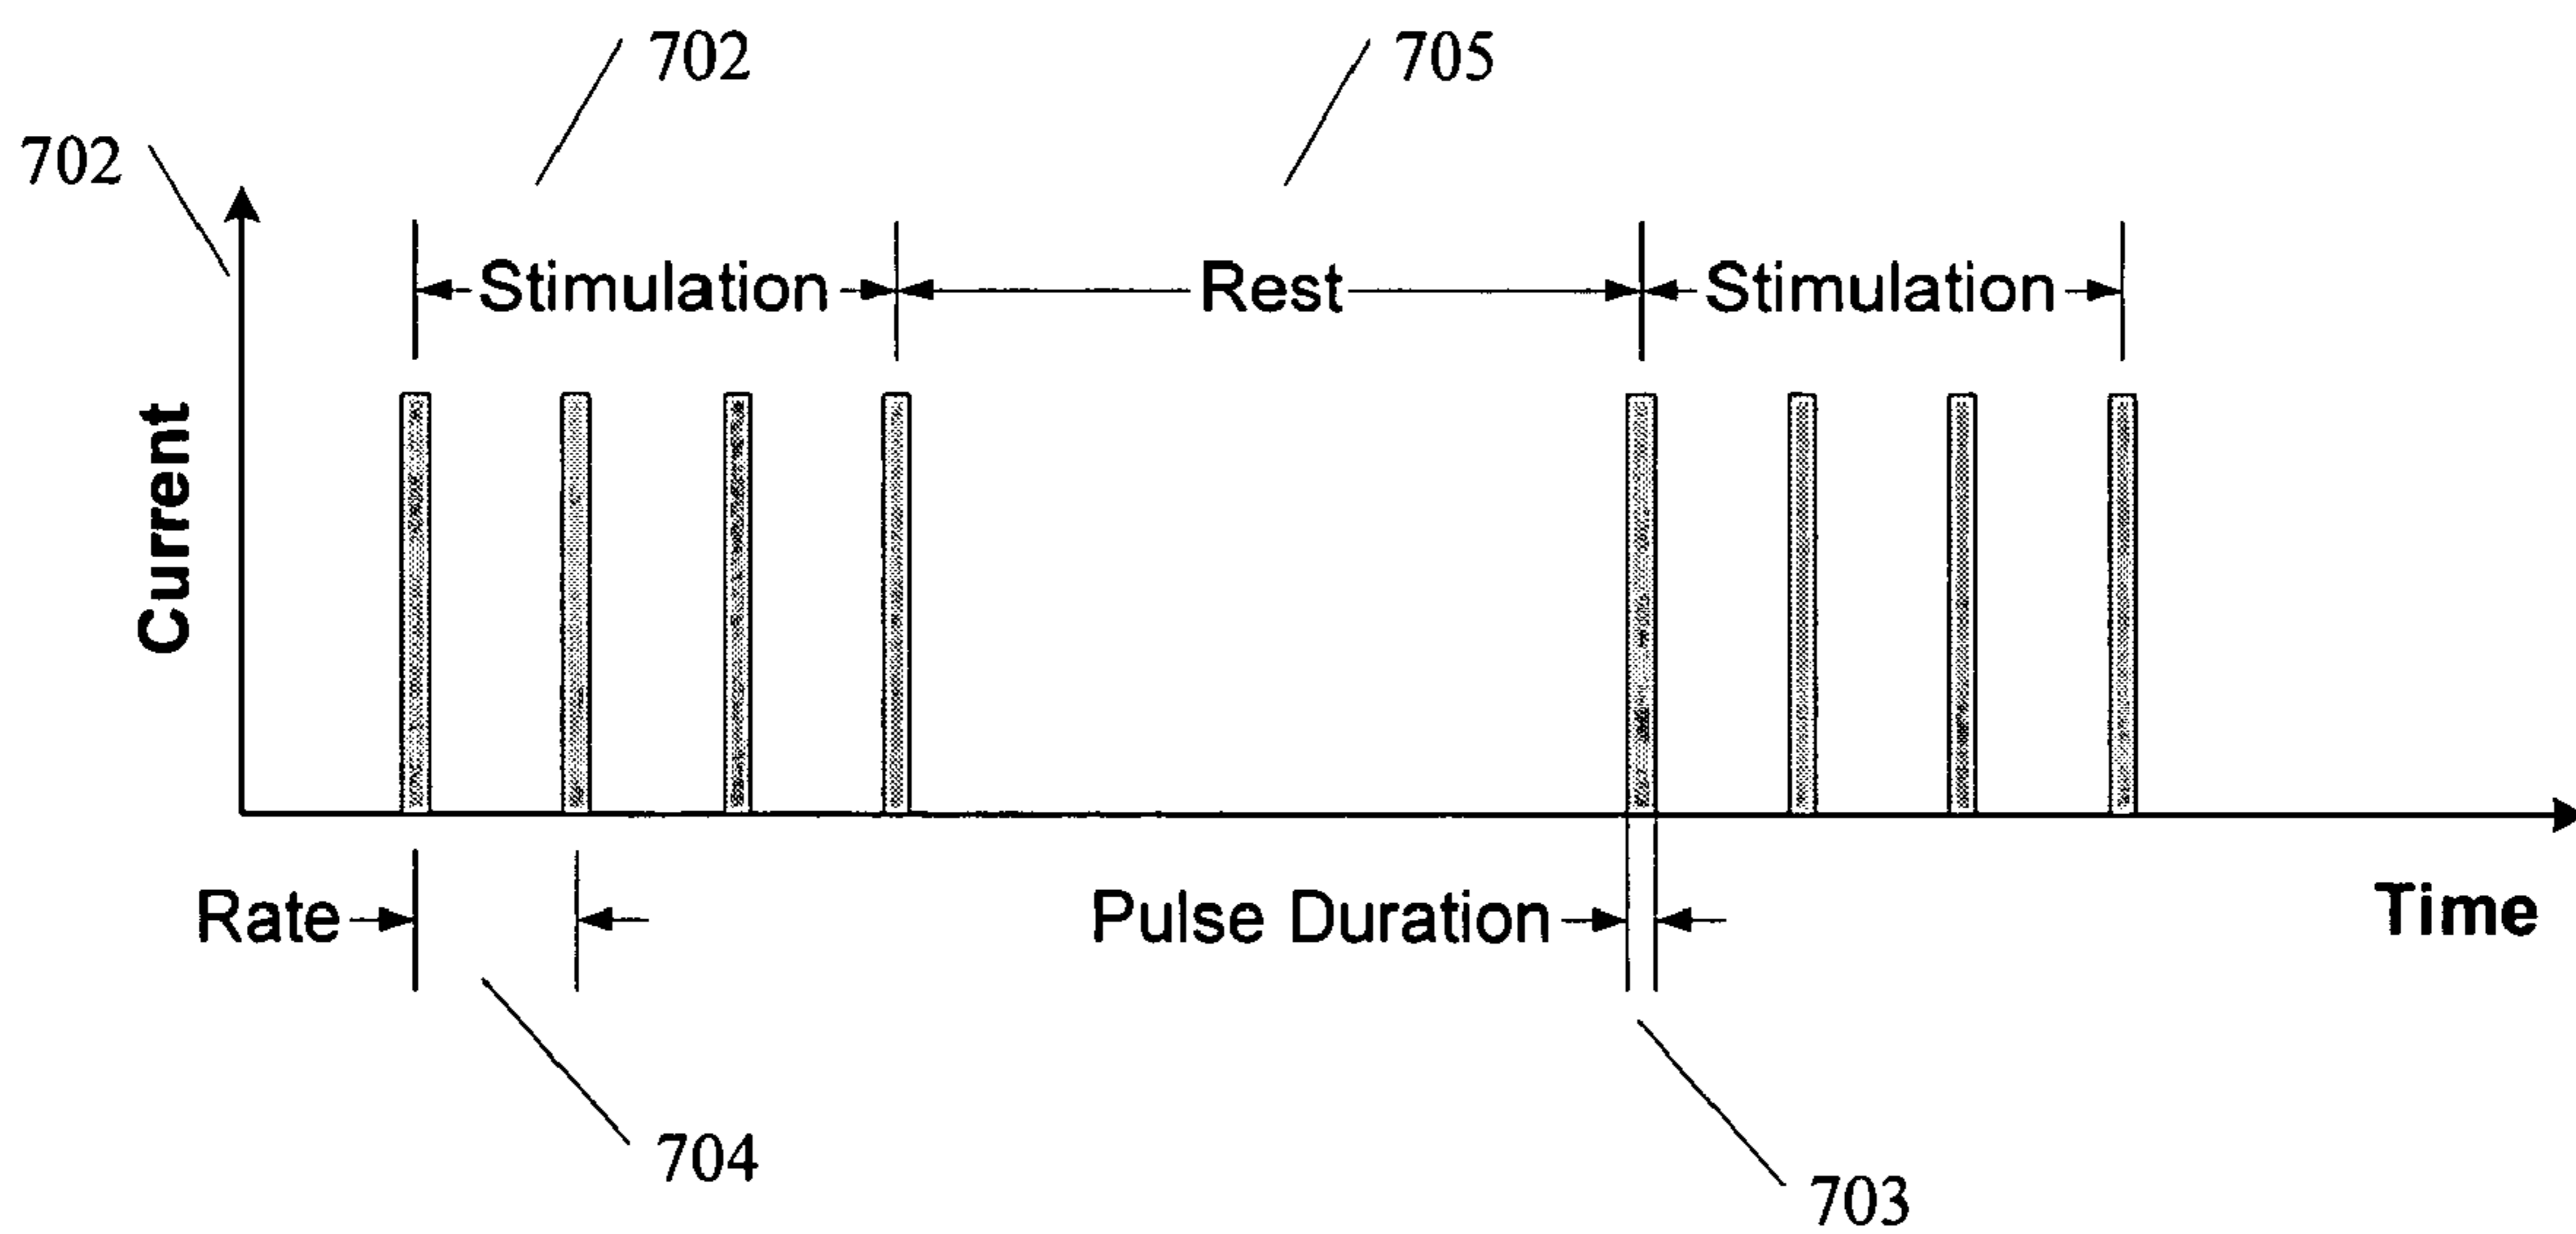 702
705
702
Stimulation
Rest
Stimulation
Current
Rate
Pulse Duration
Time
704
703